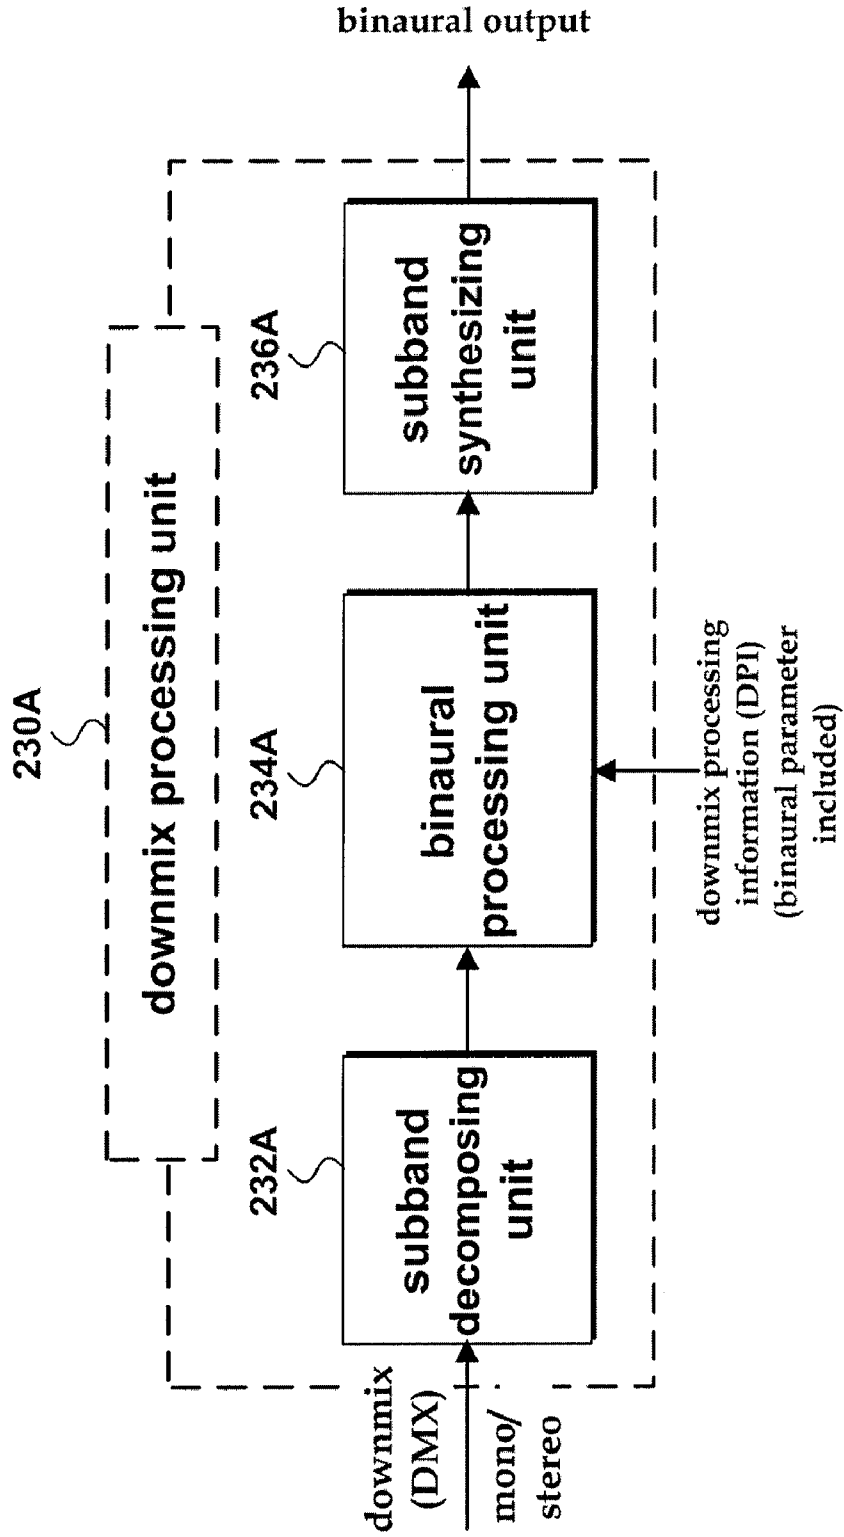 230A
downmix processing unit
232A
subband
decomposing
unit
234A
binaural
processing unit
236A
subband
synthesizing
unit
downmix
(DMX)
mono/
stereo
downmix processing
information (DPI)
(binaural parameter
included)
binaural output